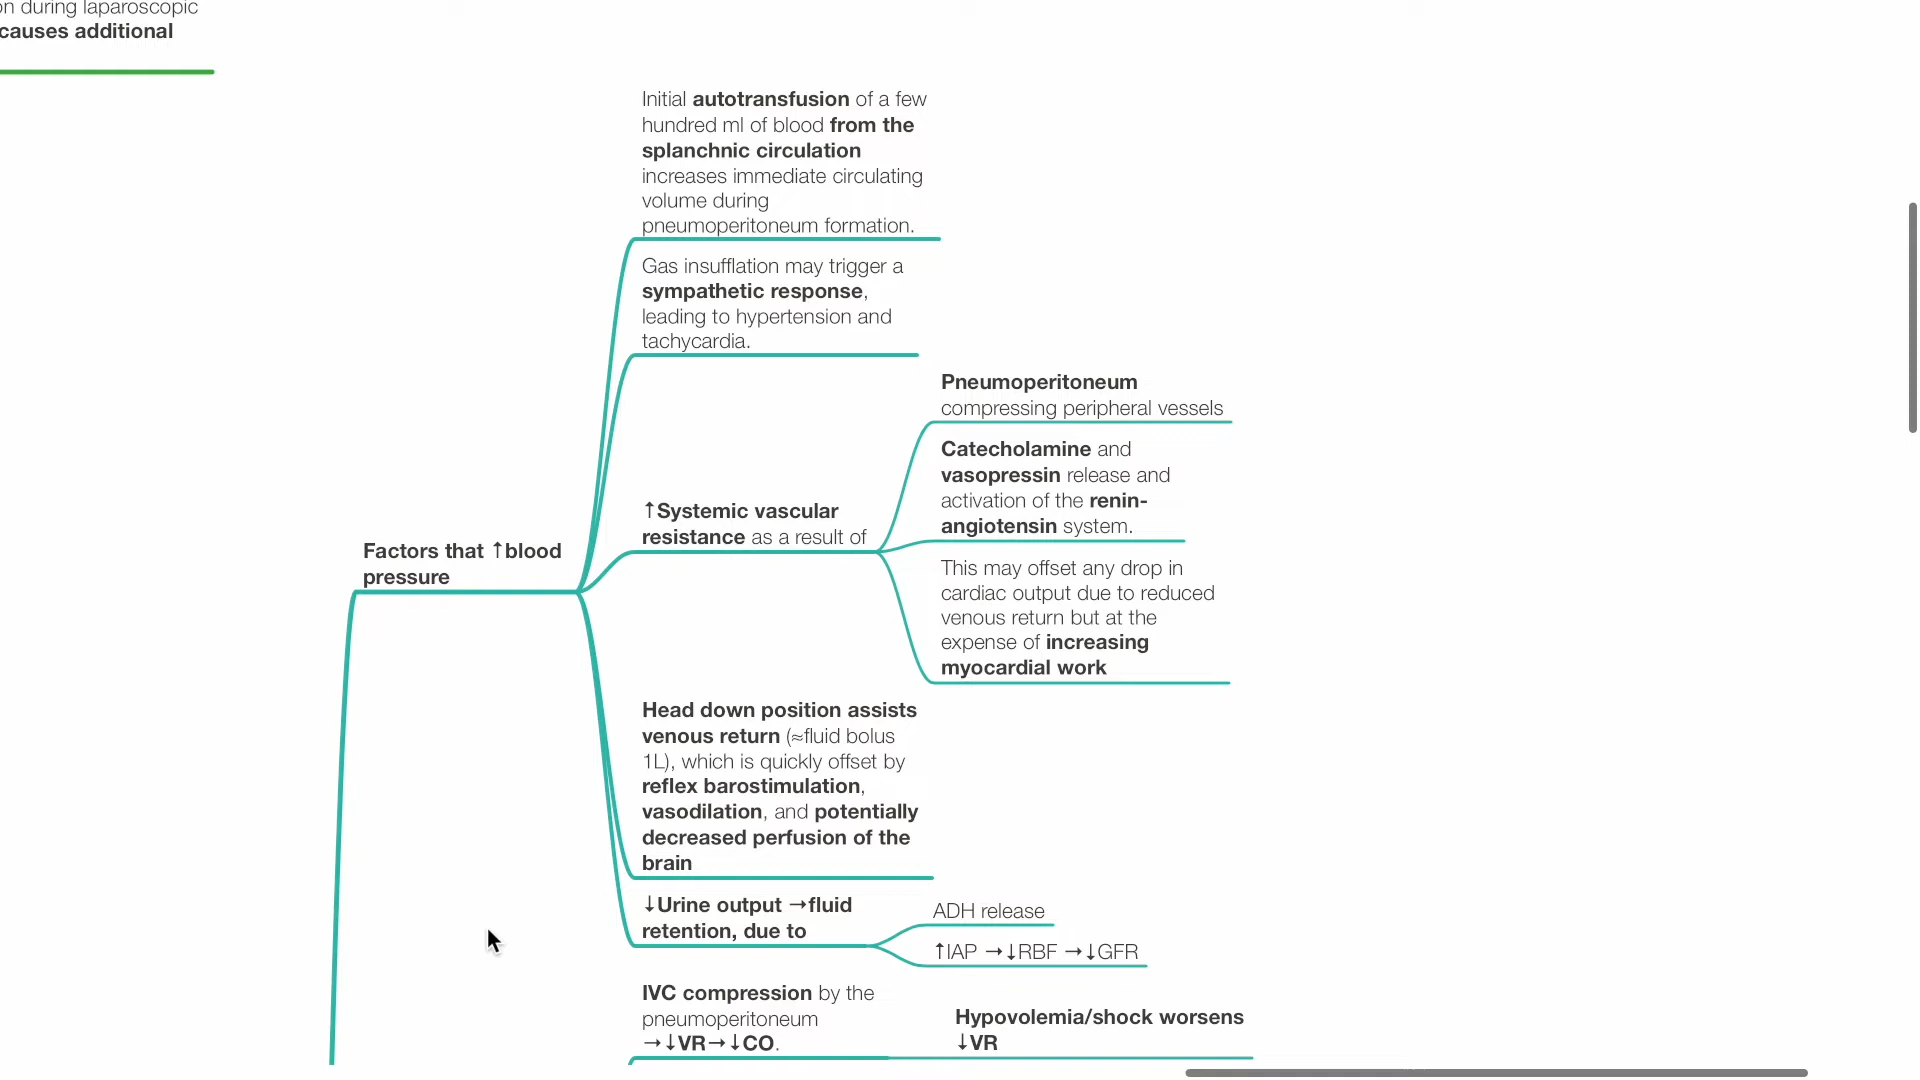 on during laparoscopic
causes additional
Initial autotransfusion of a few
hundred ml of blood from the
splanchnic circulation
increases immediate circulating
volume during
pneumoperitoneum formation.
Gas insufflation may trigger a
sympathetic response,
leading to hypertension and
tachycardia.
Pneumoperitoneum
compressing peripheral vessels
Catecholamine and
vasopressin release and
activation of the renin-
angiotensin system.
↑Systemic vascular
resistance as a result of
This may offset any drop in
cardiac output due to reduced
venous return but at the
expense of increasing
myocardial work
Factors that ↑blood
pressure
Head down position assists
venous return (≈fluid bolus
1L), which is quickly offset by
reflex barostimulation,
vasodilation, and potentially
decreased perfusion of the
brain
↓Urine output →fluid
retention, due to
ADH release
↑IAP →↓RBF →↓GFR
IVC compression by the
pneumoperitoneum
→↓VR→↓CO.
Hypovolemia/shock worsens
↓VR